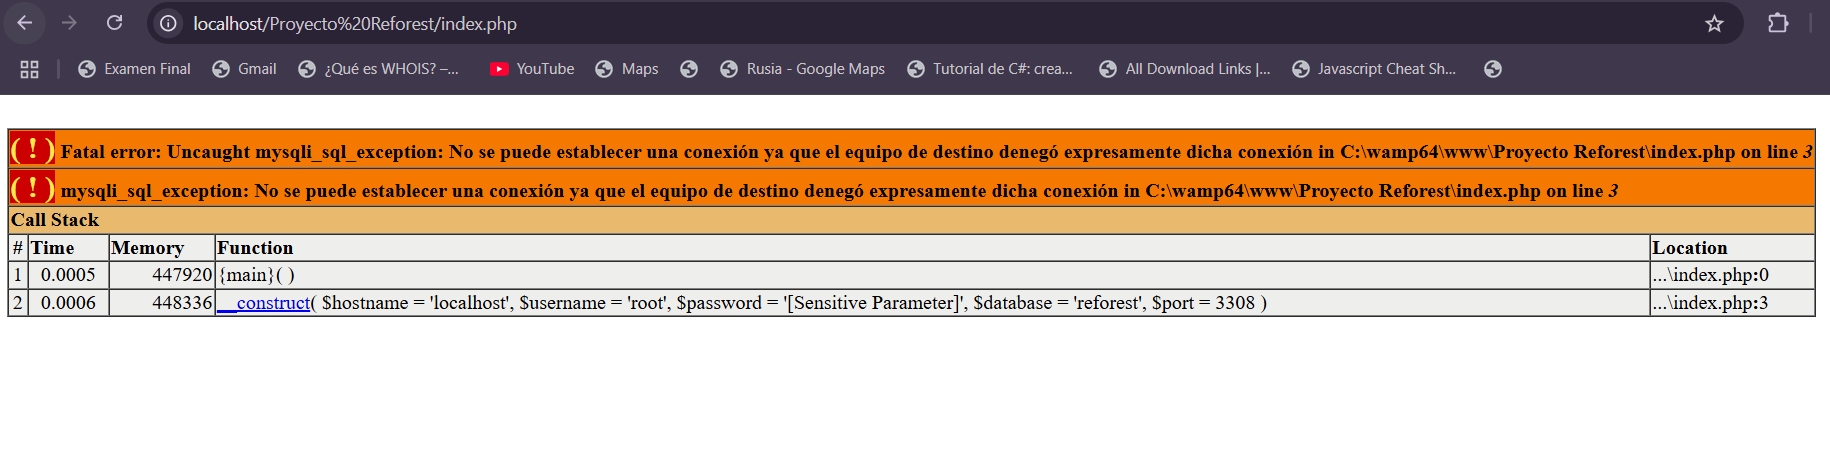 localhost/Proyecto%20Reforest/index.php
Examen Final Gmail ¿Qué es WHOIS? –... YouTube Maps Rusia - Google Maps Tutorial de C#: crea... All Download Links |... Javascript Cheat Sh...
( ! ) Fatal error: Uncaught mysqli_sql_exception: No se puede establecer una conexión ya que el equipo de destino denegó expresamente dicha conexión in C:\wamp64\www\Proyecto Reforest\index.php on line 3
( ! ) mysqli_sql_exception: No se puede establecer una conexión ya que el equipo de destino denegó expresamente dicha conexión in C:\wamp64\www\Proyecto Reforest\index.php on line 3
Call Stack
# Time Memory Function Location
1 0.0005 447920 {main}( ) ...\index.php:0
2 0.0006 448336 __construct( $hostname = 'localhost', $username = 'root', $password = '[Sensitive Parameter]', $database = 'reforest', $port = 3308 ) ...\index.php:3